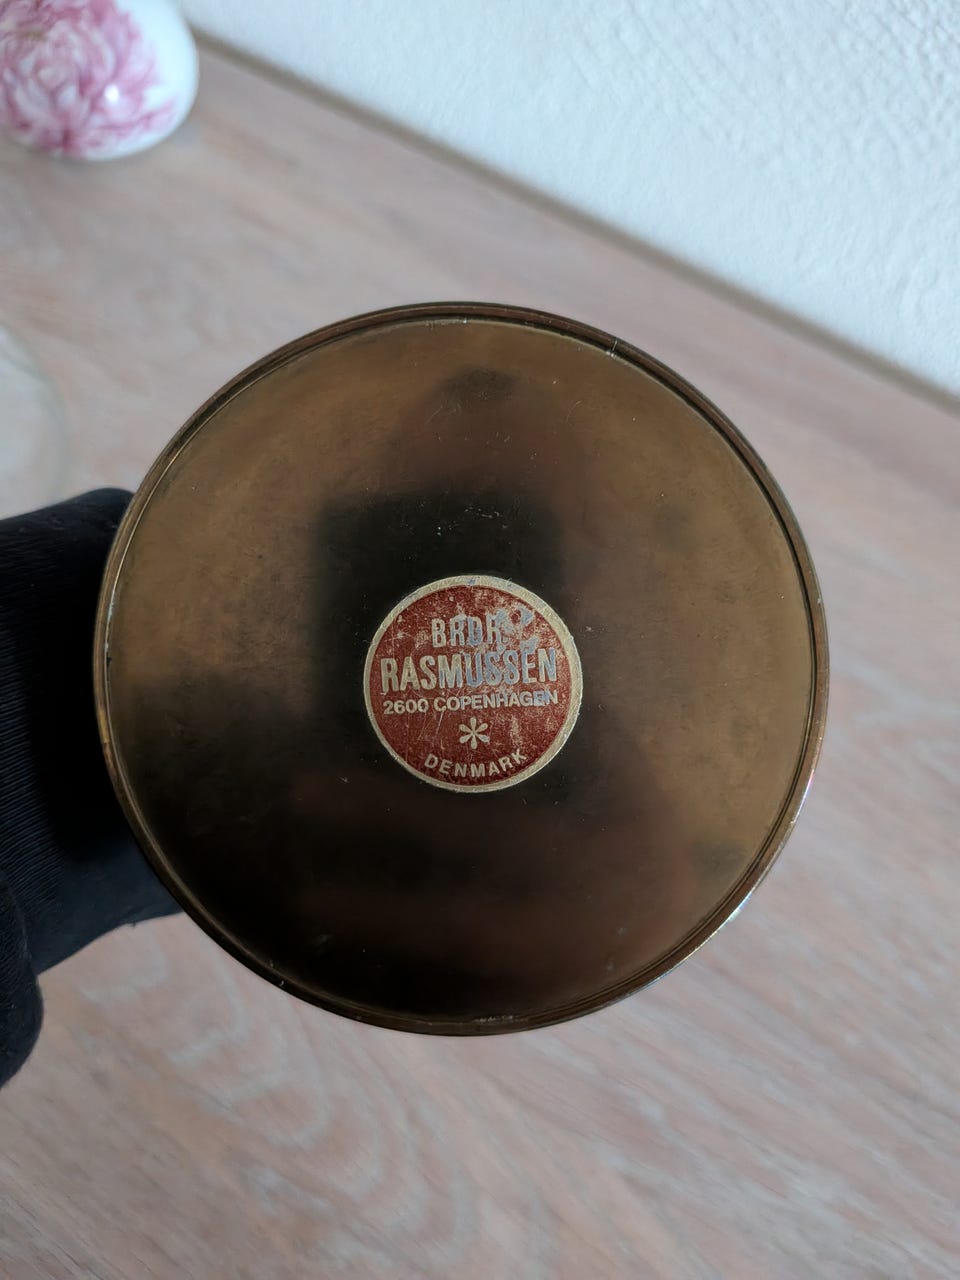 BRDR.
RASMUSSEN
2600 COPENHAGEN
*
DENMARK